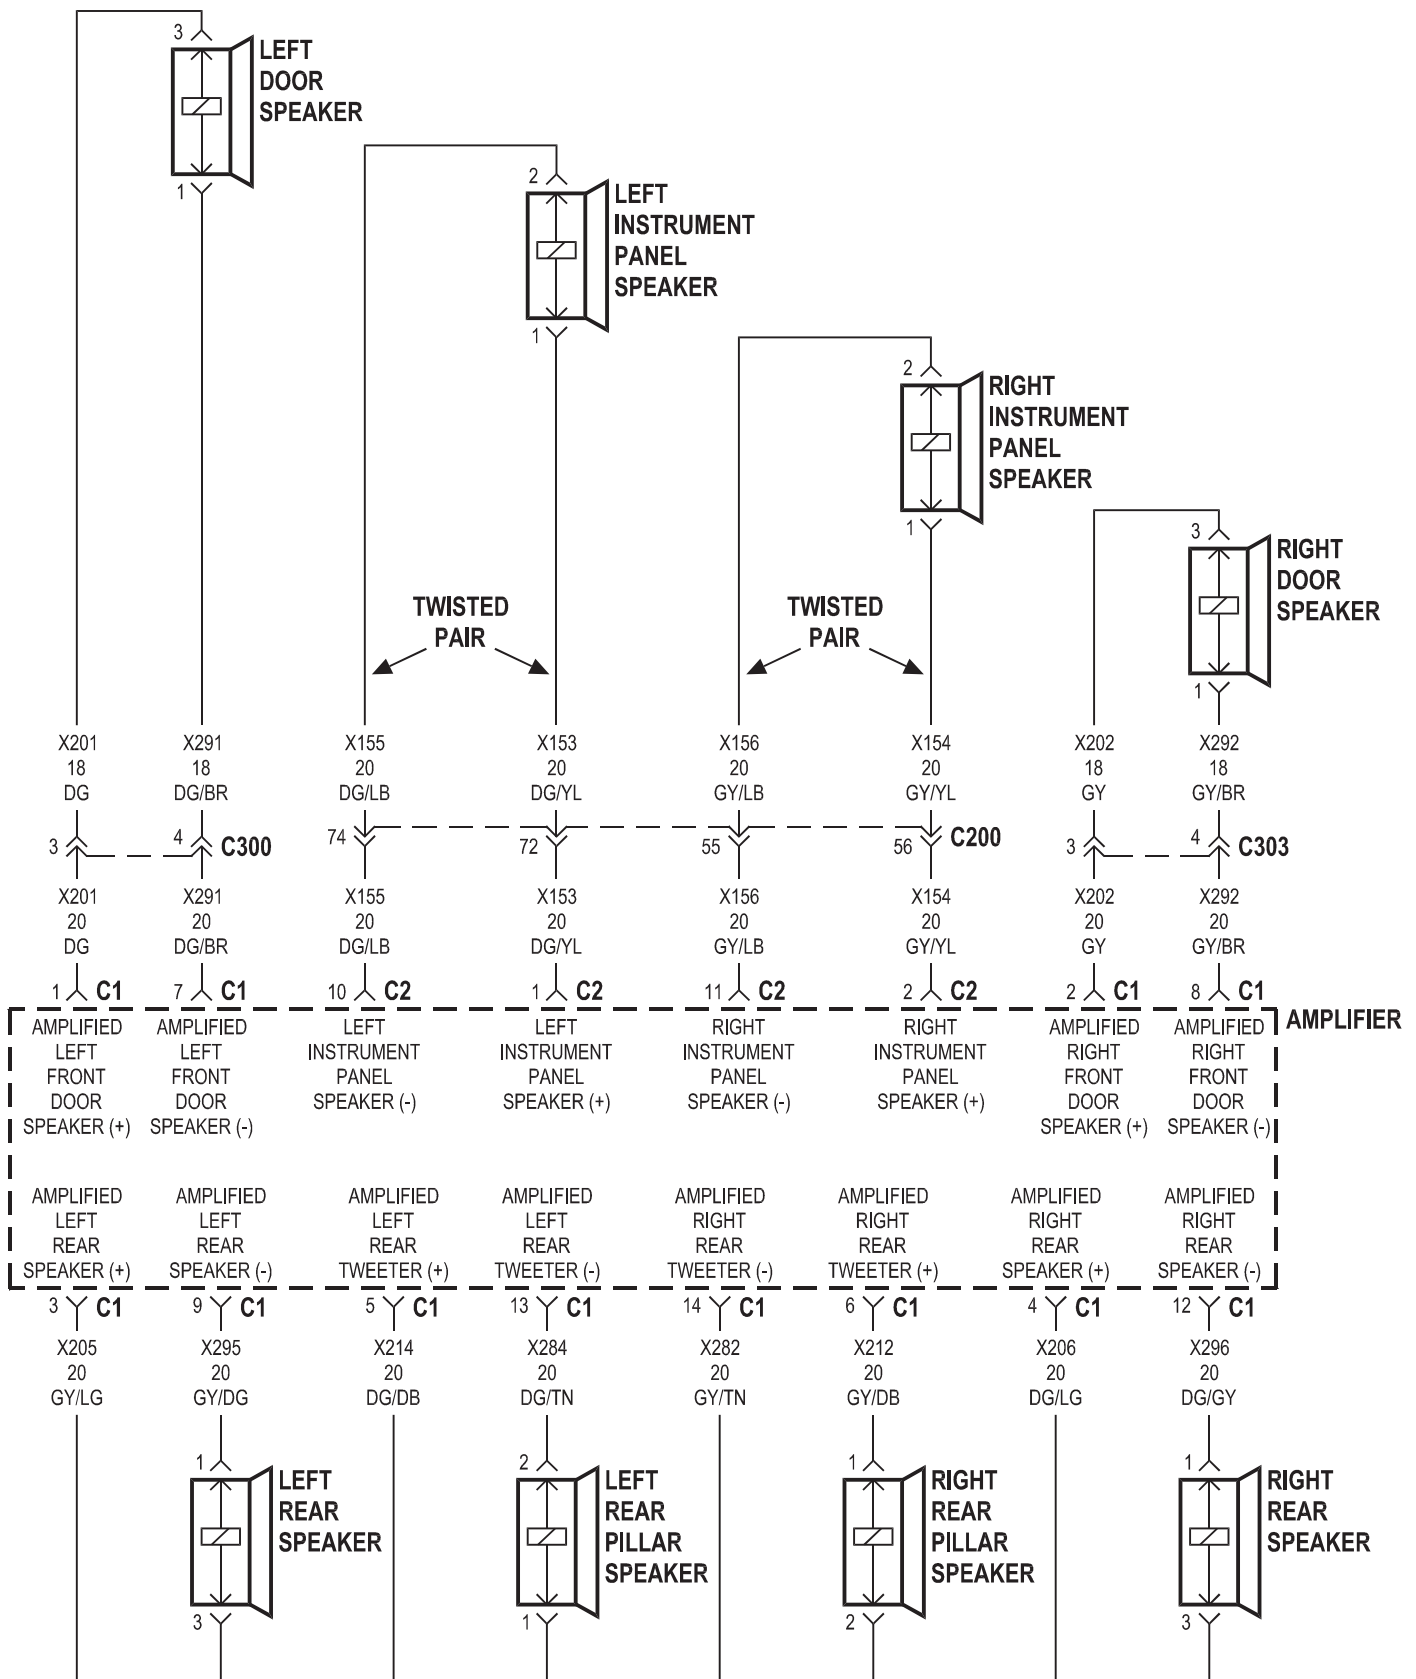 3
LEFT
DOOR
SPEAKER
1
2
LEFT
INSTRUMENT
PANEL
SPEAKER
1
2
RIGHT
INSTRUMENT
PANEL
SPEAKER
1
3
RIGHT
DOOR
SPEAKER
1
TWISTED
PAIR
TWISTED
PAIR
X201 X291 X155 X153 X156 X154 X202 X292
18 18 20 20 20 20 18 18
DG DG/BR DG/LB DG/YL GY/LB GY/YL GY GY/BR
3 4 C300 74 72 55 56 C200 3 4 C303
X201 X291 X155 X153 X156 X154 X202 X292
20 20 20 20 20 20 20 20
DG DG/BR DG/LB DG/YL GY/LB GY/YL GY GY/BR
1 C1 7 C1 10 C2 1 C2 11 C2 2 C2 2 C1 8 C1
AMPLIFIER
AMPLIFIED AMPLIFIED LEFT LEFT RIGHT RIGHT AMPLIFIED AMPLIFIED
LEFT LEFT INSTRUMENT INSTRUMENT INSTRUMENT INSTRUMENT RIGHT RIGHT
FRONT FRONT PANEL PANEL PANEL PANEL FRONT FRONT
DOOR DOOR SPEAKER (-) SPEAKER (+) SPEAKER (-) SPEAKER (+) DOOR DOOR
SPEAKER (+) SPEAKER (-) SPEAKER (+) SPEAKER (-)
AMPLIFIED AMPLIFIED AMPLIFIED AMPLIFIED AMPLIFIED AMPLIFIED AMPLIFIED AMPLIFIED
LEFT LEFT LEFT LEFT RIGHT RIGHT RIGHT RIGHT
REAR REAR REAR REAR REAR REAR REAR REAR
SPEAKER (+) SPEAKER (-) TWEETER (+) TWEETER (-) TWEETER (-) TWEETER (+) SPEAKER (+) SPEAKER (-)
3 C1 9 C1 5 C1 13 C1 14 C1 6 C1 4 C1 12 C1
X205 X295 X214 X284 X282 X212 X206 X296
20 20 20 20 20 20 20 20
GY/LG GY/DG DG/DB DG/TN GY/TN GY/DB DG/LG DG/GY
1
LEFT
REAR
SPEAKER
3
2
LEFT
REAR
PILLAR
SPEAKER
1
1
RIGHT
REAR
PILLAR
SPEAKER
2
1
RIGHT
REAR
SPEAKER
3